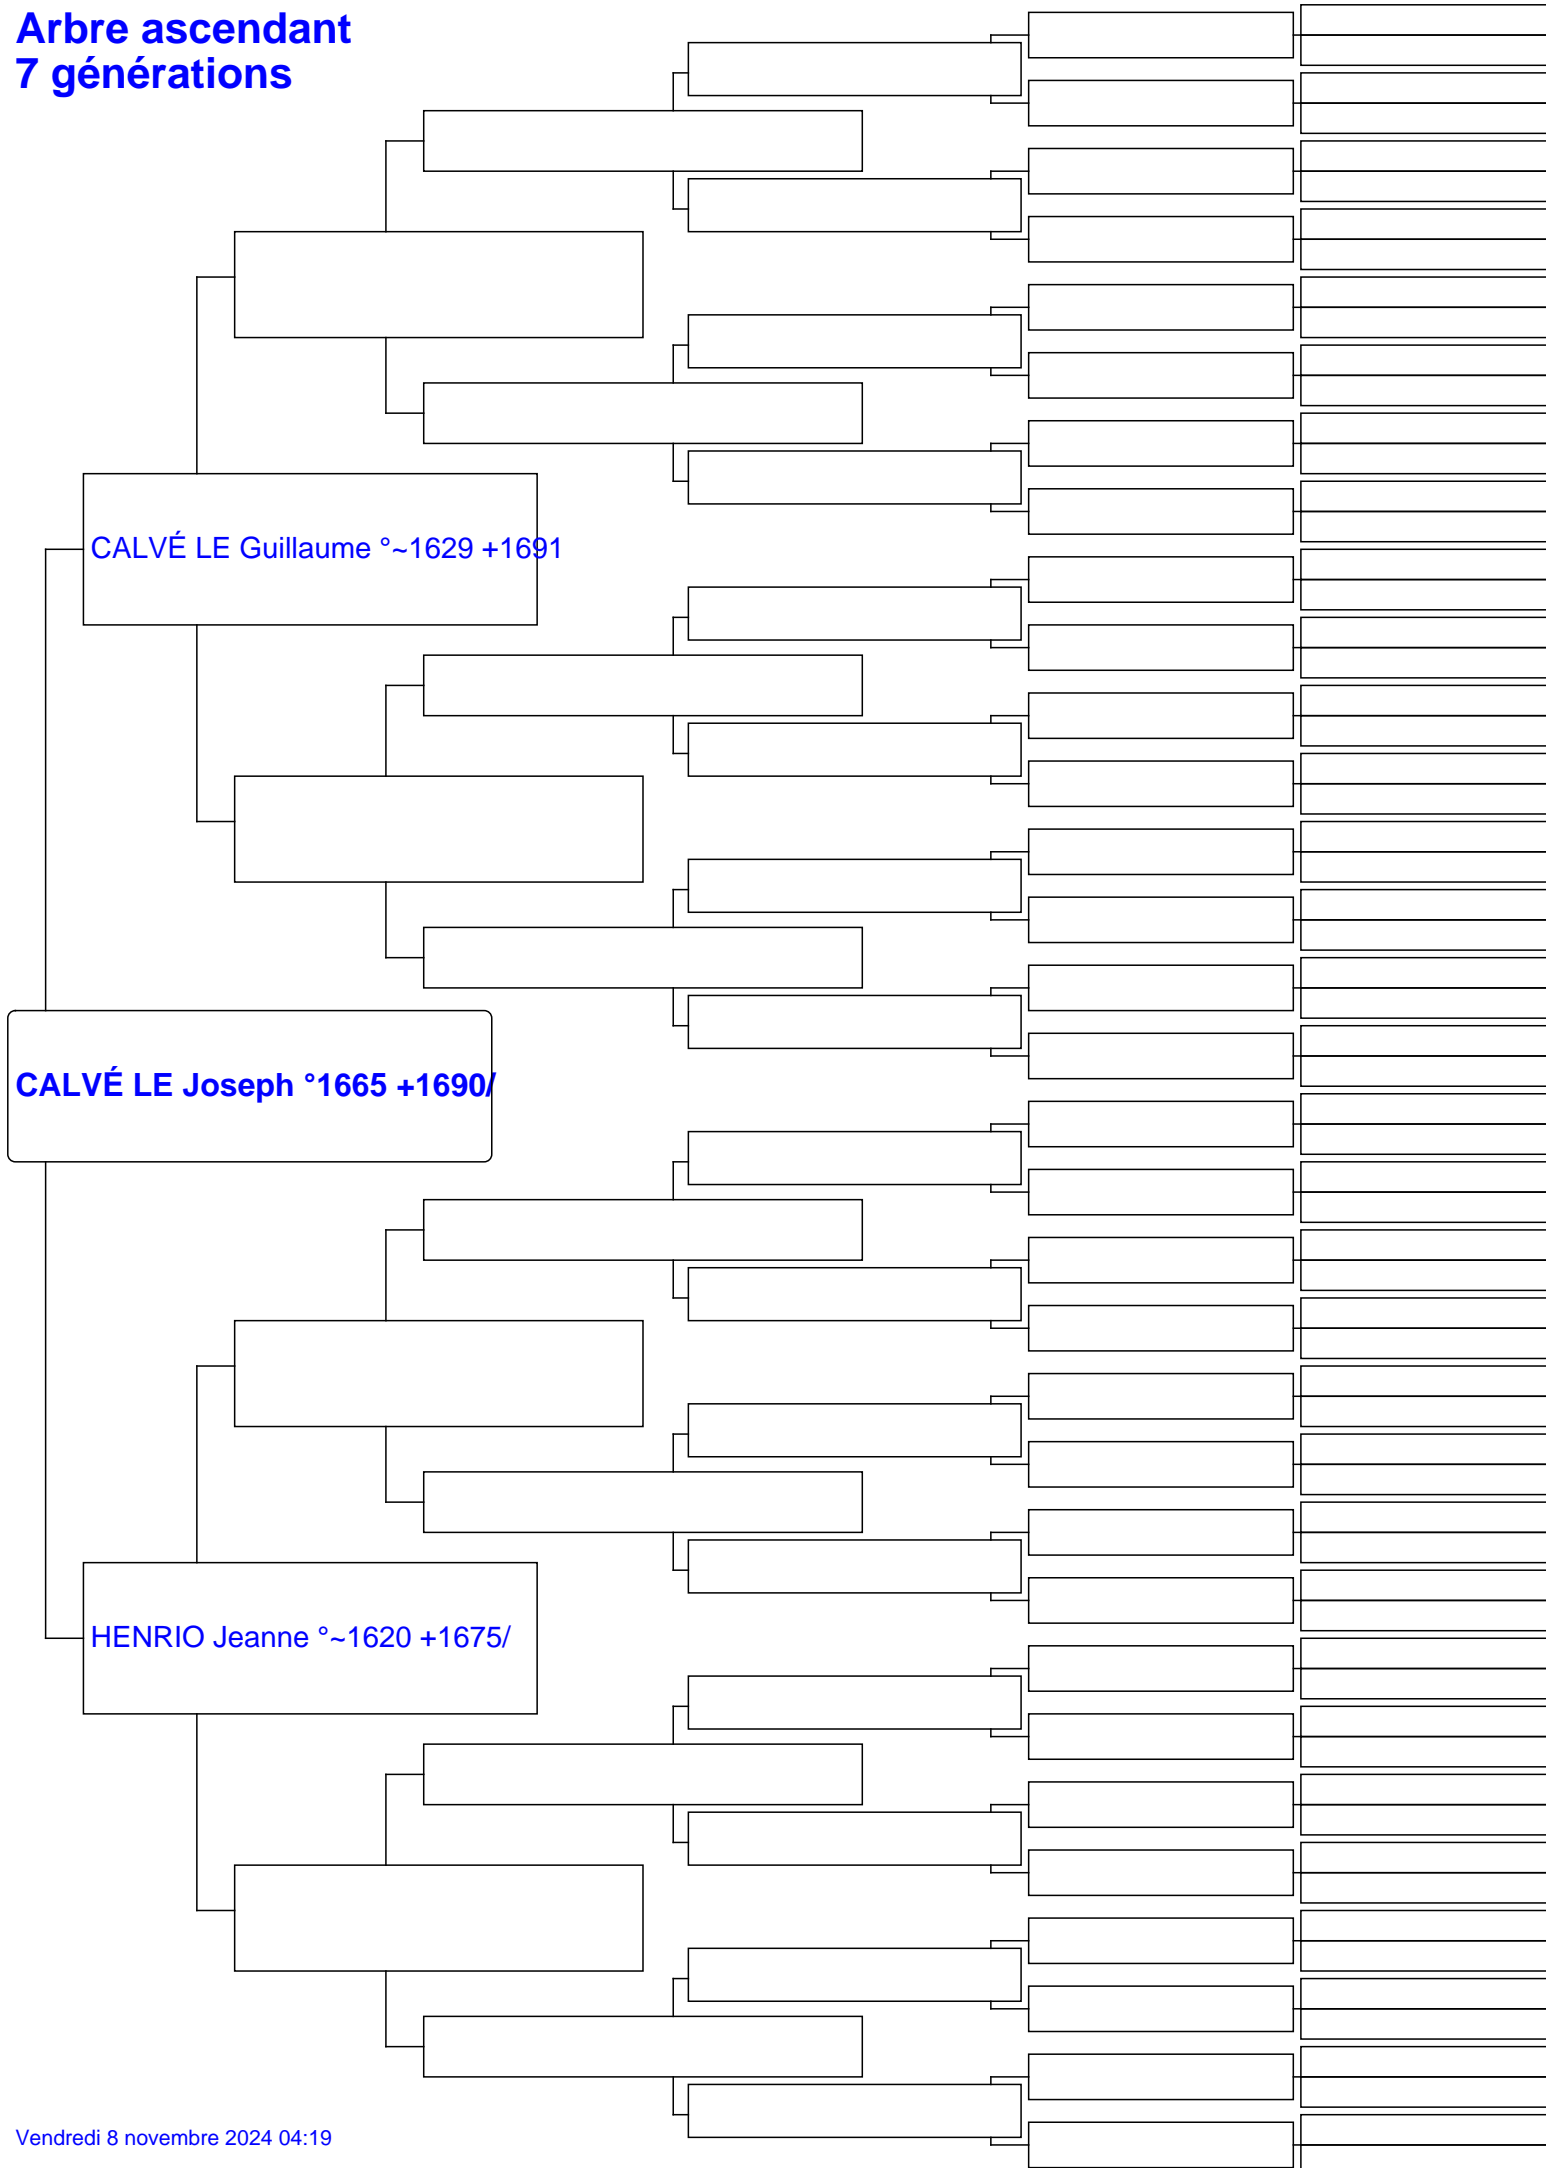 Arbre ascendant
7 générations
CALVÉ LE Guillaume °~1629 +1691
CALVÉ LE Joseph °1665 +1690/
HENRIO Jeanne °~1620 +1675/
Vendredi 8 novembre 2024 04:19